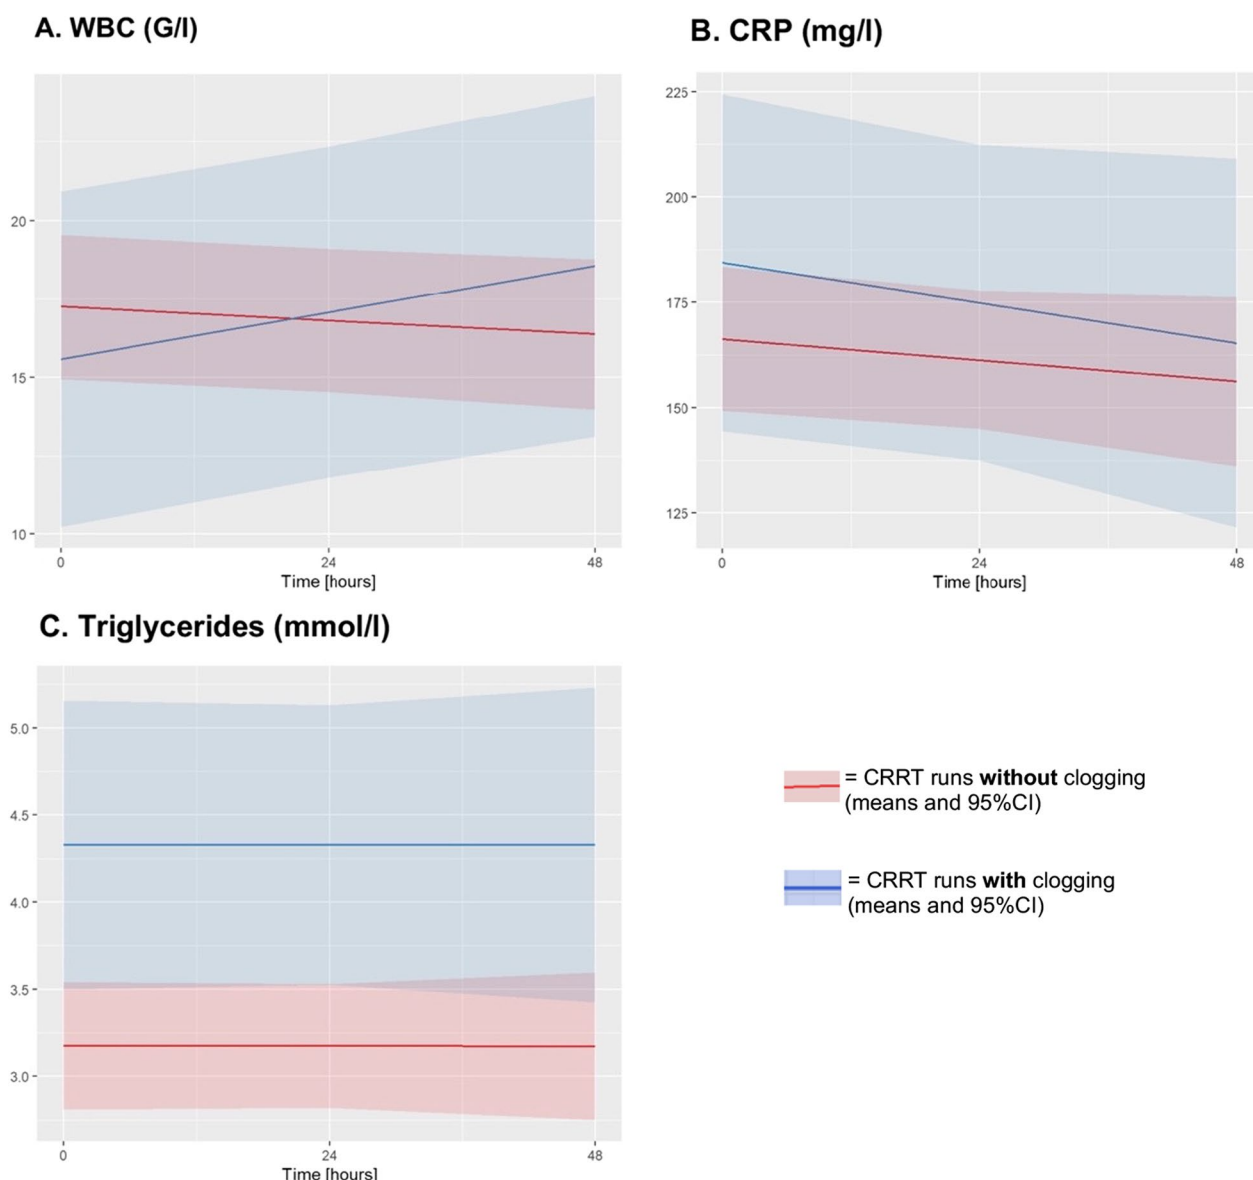 A. WBC (G/l)
20
15
10
0 24 48
Time [hours]
B. CRP (mg/l)
225
200
175
150
125
0 24 48
Time [hours]
C. Triglycerides (mmol/l)
5.0
4.5
4.0
3.5
3.0
0 24 48
Time [hours]
= CRRT runs without clogging
(means and 95%CI)
= CRRT runs with clogging
(means and 95%CI)